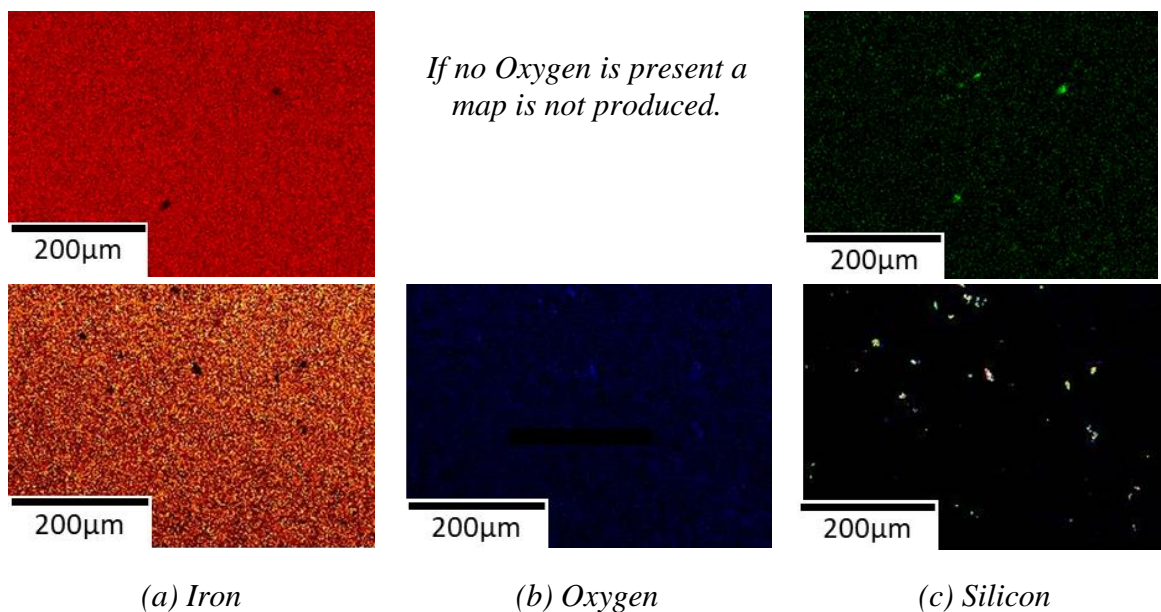 If no Oxygen is present a
map is not produced.
200µm
200µm
200µm
200µm
200µm
(a) Iron
(b) Oxygen
(c) Silicon